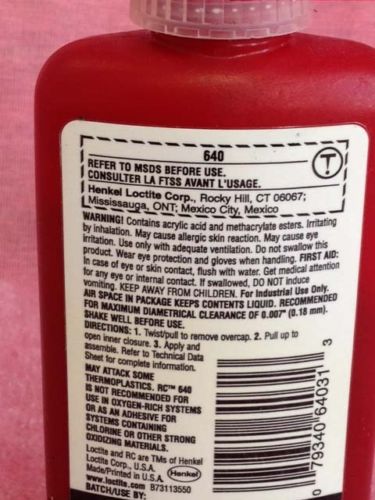 640
REFER TO MSDS BEFORE USE.
CONSULTER LA FTSS AVANT L'USAGE.
T
Henkel Loctite Corp., Rocky Hill, CT 06067;
Mississauga, ONT; Mexico City, Mexico
WARNING! Contains acrylic acid and methacrylate esters. Irritating
by inhalation. May cause allergic skin reaction. May cause eye
irritation. Use only with adequate ventilation. Do not swallow this
product. Wear eye protection and gloves when handling. FIRST AID:
In case of eye or skin contact, flush with water. Get medical attention
for any eye or internal contact. If swallowed, DO NOT induce
vomiting. KEEP AWAY FROM CHILDREN. For Industrial Use Only.
AIR SPACE IN PACKAGE KEEPS CONTENTS LIQUID. RECOMMENDED
FOR MAXIMUM DIAMETRICAL CLEARANCE OF 0.007" (0.18 mm).
SHAKE WELL BEFORE USE.
DIRECTIONS: 1. Twist/pull to remove overcap. 2. Pull up to
open inner closure. 3. Apply and
assemble. Refer to Technical Data
Sheet for complete information.
MAY ATTACK SOME
THERMOPLASTICS. RC™ 640
IS NOT RECOMMENDED FOR
USE IN OXYGEN-RICH SYSTEMS
OR AS AN ADHESIVE FOR
SYSTEMS CONTAINING
CHLORINE OR OTHER STRONG
OXIDIZING MATERIALS.
Loctite and RC are TMs of Henkel
Loctite Corp., U.S.A.
Made/Printed in U.S.A.
Henkel
www.loctite.com B73113550
BATCH/USE BY:
79340 64031 3